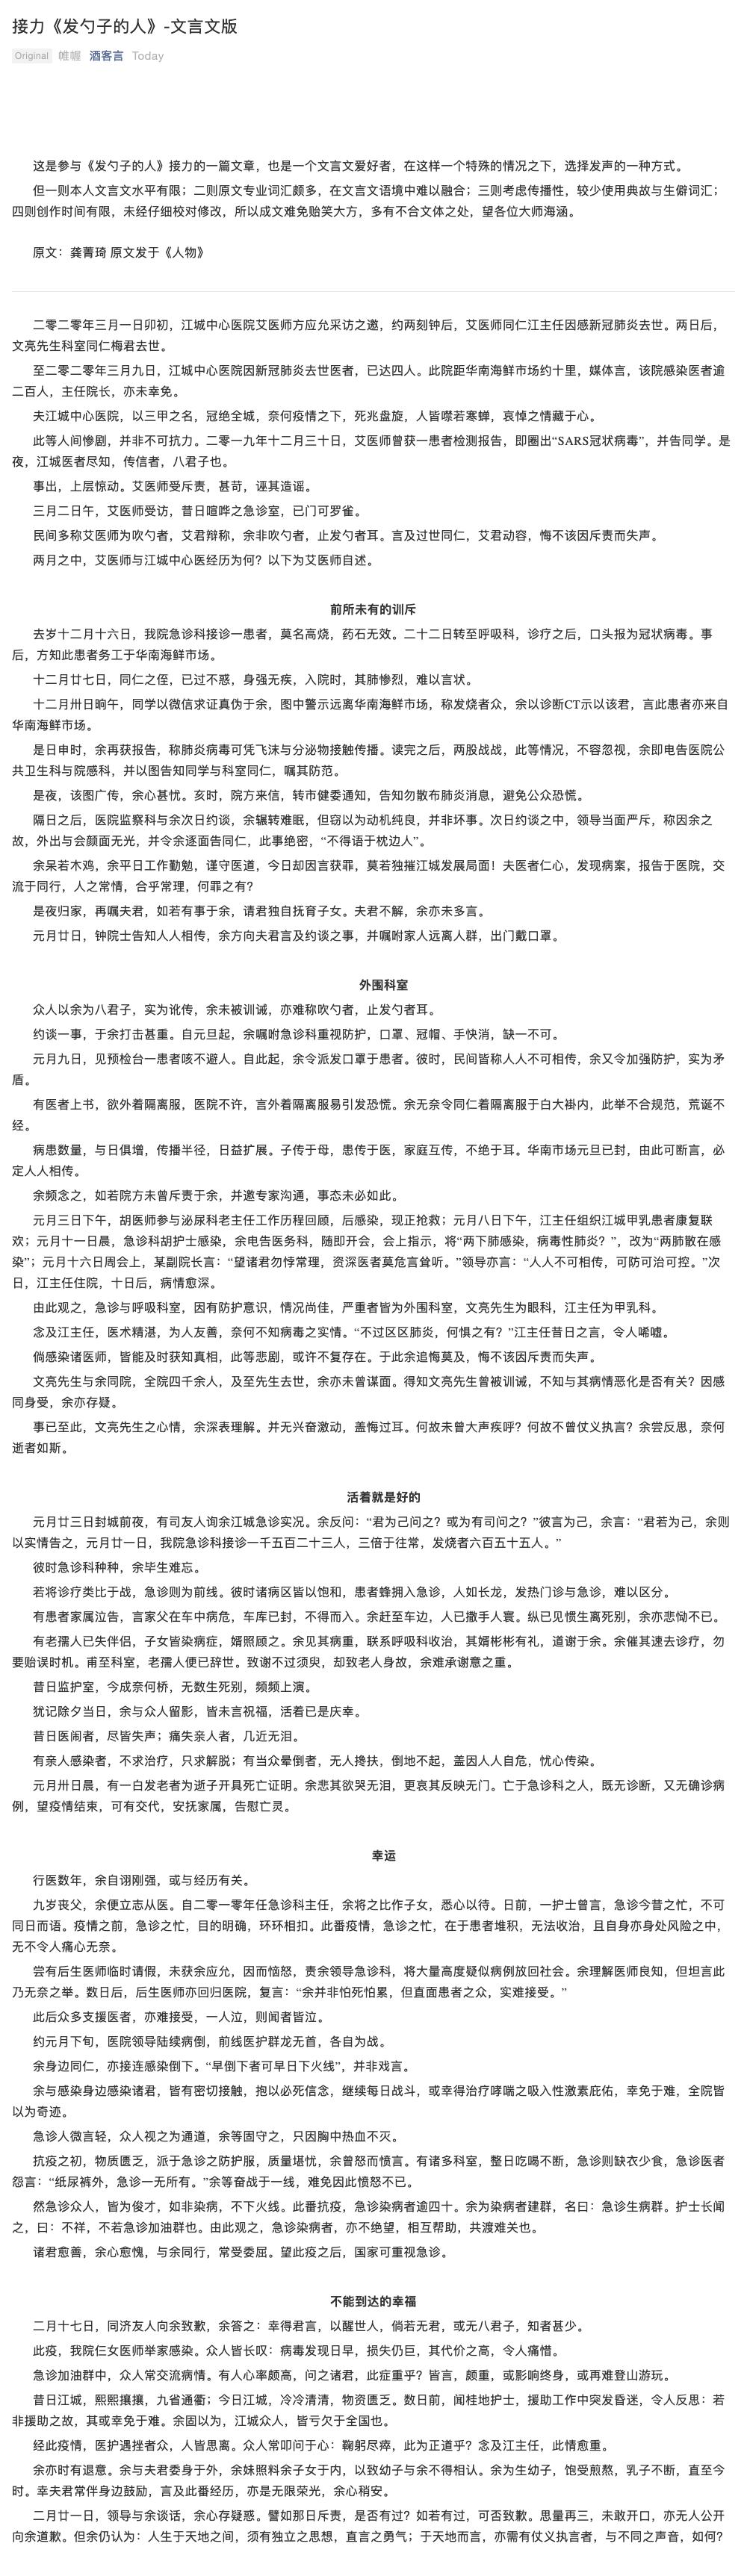 接力《发勺子的人》-文言文版
Original 帷幄 酒客言 Today
这是参与《发勺子的人》接力的一篇文章，也是一个文言文爱好者，在这样一个特殊的情况之下，选择发声的一种方式。
但一则本人文言文水平有限；二则原文专业词汇颇多，在文言文语境中难以融合；三则考虑传播性，较少使用典故与生僻词汇；
四则创作时间有限，未经仔细校对修改，所以成文难免贻笑大方，多有不合文体之处，望各位大师海涵。
原文：龚菁琦 原文发于《人物》
二零二零年三月一日卯初，江城中心医院艾医师方应允采访之邀，约两刻钟后，艾医师同仁江主任因感新冠肺炎去世。两日后，
文亮先生科室同仁梅君去世。
至二零二零年三月九日，江城中心医院因新冠肺炎去世医者，已达四人。此院距华南海鲜市场约十里，媒体言，该院感染医者逾
二百人，主任院长，亦未幸免。
夫江城中心医院，以三甲之名，冠绝全城，奈何疫情之下，死兆盘旋，人皆噤若寒蝉，哀悼之情藏于心。
此等人间惨剧，并非不可抗力。二零一九年十二月三十日，艾医师曾获一患者检测报告，即圈出“SARS冠状病毒”，并告同学。是
夜，江城医者尽知，传信者，八君子也。
事出，上层惊动。艾医师受斥责，甚苛，诬其造谣。
三月二日午，艾医师受访，昔日喧哗之急诊室，已门可罗雀。
民间多称艾医师为吹勺者，艾君辩称，余非吹勺者，止发勺者耳。言及过世同仁，艾君动容，悔不该因斥责而失声。
两月之中，艾医师与江城中心医经历为何？以下为艾医师自述。
前所未有的训斥
去岁十二月十六日，我院急诊科接诊一患者，莫名高烧，药石无效。二十二日转至呼吸科，诊疗之后，口头报为冠状病毒。事
后，方知此患者务工于华南海鲜市场。
十二月廿七日，同仁之侄，已过不惑，身强无疾，入院时，其肺惨烈，难以言状。
十二月卅日晌午，同学以微信求证真伪于余，图中警示远离华南海鲜市场，称发烧者众，余以诊断CT示以该君，言此患者亦来自
华南海鲜市场。
是日申时，余再获报告，称肺炎病毒可凭飞沫与分泌物接触传播。读完之后，两股战战，此等情况，不容忽视，余即电告医院公
共卫生科与院感科，并以图告知同学与科室同仁，嘱其防范。
是夜，该图广传，余心甚忧。亥时，院方来信，转市健委通知，告知勿散布肺炎消息，避免公众恐慌。
隔日之后，医院监察科与余次日约谈，余辗转难眠，但窃以为动机纯良，并非坏事。次日约谈之中，领导当面严斥，称因余之
故，外出与会颜面无光，并令余逐面告同仁，此事绝密，“不得语于枕边人”。
余呆若木鸡，余平日工作勤勉，谨守医道，今日却因言获罪，莫若独摧江城发展局面！夫医者仁心，发现病案，报告于医院，交
流于同行，人之常情，合乎常理，何罪之有？
是夜归家，再嘱夫君，如若有事于余，请君独自抚育子女。夫君不解，余亦未多言。
元月廿日，钟院士告知人人相传，余方向夫君言及约谈之事，并嘱咐家人远离人群，出门戴口罩。
外围科室
众人以余为八君子，实为讹传，余未被训诫，亦难称吹勺者，止发勺者耳。
约谈一事，于余打击甚重。自元旦起，余嘱咐急诊科重视防护，口罩、冠帽、手快消，缺一不可。
元月九日，见预检台一患者咳不避人。自此起，余令派发口罩于患者。彼时，民间皆称人人不可相传，余又令加强防护，实为矛
盾。
有医者上书，欲外着隔离服，医院不许，言外着隔离服易引发恐慌。余无奈令同仁着隔离服于白大褂内，此举不合规范，荒诞不
经。
病患数量，与日俱增，传播半径，日益扩展。子传于母，患传于医，家庭互传，不绝于耳。华南市场元旦已封，由此可断言，必
定人人相传。
余频念之，如若院方未曾斥责于余，并邀专家沟通，事态未必如此。
元月三日下午，胡医师参与泌尿科老主任工作历程回顾，后感染，现正抢救；元月八日下午，江主任组织江城甲乳患者康复联
欢；元月十一日晨，急诊科胡护士感染，余电告医务科，随即开会，会上指示，将“两下肺感染，病毒性肺炎？”，改为“两肺散在感
染”；元月十六日周会上，某副院长言：“望诸君勿悖常理，资深医者莫危言耸听。”领导亦言：“人人不可相传，可防可治可控。”次
日，江主任住院，十日后，病情愈深。
由此观之，急诊与呼吸科室，因有防护意识，情况尚佳，严重者皆为外围科室，文亮先生为眼科，江主任为甲乳科。
念及江主任，医术精湛，为人友善，奈何不知病毒之实情。“不过区区肺炎，何惧之有？”江主任昔日之言，令人唏嘘。
倘感染诸医师，皆能及时获知真相，此等悲剧，或许不复存在。于此余追悔莫及，悔不该因斥责而失声。
文亮先生与余同院，全院四千余人，及至先生去世，余亦未曾谋面。得知文亮先生曾被训诫，不知与其病情恶化是否有关？因感
同身受，余亦存疑。
事已至此，文亮先生之心情，余深表理解。并无兴奋激动，盖悔过耳。何故未曾大声疾呼？何故不曾仗义执言？余尝反思，奈何
逝者如斯。
活着就是好的
元月廿三日封城前夜，有司友人询余江城急诊实况。余反问：“君为己问之？或为有司问之？”彼言为己，余言：“君若为己，余则
以实情告之，元月廿一日，我院急诊科接诊一千五百二十三人，三倍于往常，发烧者六百五十五人。”
彼时急诊科种种，余毕生难忘。
若将诊疗类比于战，急诊则为前线。彼时诸病区皆以饱和，患者蜂拥入急诊，人如长龙，发热门诊与急诊，难以区分。
有患者家属泣告，言家父在车中病危，车库已封，不得而入。余赶至车边，人已撒手人寰。纵已见惯生离死别，余亦悲恸不已。
有老孺人已失伴侣，子女皆染病症，婿照顾之。余见其病重，联系呼吸科收治，其婿彬彬有礼，道谢于余。余催其速去诊疗，勿
要贻误时机。甫至科室，老孺人便已辞世。致谢不过须臾，却致老人身故，余难承谢意之重。
昔日监护室，今成奈何桥，无数生死别，频频上演。
犹记除夕当日，余与众人留影，皆未言祝福，活着已是庆幸。
昔日医闹者，尽皆失声；痛失亲人者，几近无泪。
有亲人感染者，不求治疗，只求解脱；有当众晕倒者，无人搀扶，倒地不起，盖因人人自危，忧心传染。
元月卅日晨，有一白发老者为逝子开具死亡证明。余悲其欲哭无泪，更哀其反映无门。亡于急诊科之人，既无诊断，又无确诊病
例，望疫情结束，可有交代，安抚家属，告慰亡灵。
幸运
行医数年，余自诩刚强，或与经历有关。
九岁丧父，余便立志从医。自二零一零年任急诊科主任，余将之比作子女，悉心以待。日前，一护士曾言，急诊今昔之忙，不可
同日而语。疫情之前，急诊之忙，目的明确，环环相扣。此番疫情，急诊之忙，在于患者堆积，无法收治，且自身亦身处风险之中，
无不令人痛心无奈。
尝有后生医师临时请假，未获余应允，因而恼怒，责余领导急诊科，将大量高度疑似病例放回社会。余理解医师良知，但坦言此
乃无奈之举。数日后，后生医师亦回归医院，复言：“余并非怕死怕累，但直面患者之众，实难接受。”
此后众多支援医者，亦难接受，一人泣，则闻者皆泣。
约元月下旬，医院领导陆续病倒，前线医护群龙无首，各自为战。
余身边同仁，亦接连感染倒下。“早倒下者可早日下火线”，并非戏言。
余与感染身边感染诸君，皆有密切接触，抱以必死信念，继续每日战斗，或幸得治疗哮喘之吸入性激素庇佑，幸免于难，全院皆
以为奇迹。
急诊人微言轻，众人视之为通道，余等固守之，只因胸中热血不灭。
抗疫之初，物质匮乏，派于急诊之防护服，质量堪忧，余曾怒而愤言。有诸多科室，整日吃喝不断，急诊则缺衣少食，急诊医者
怨言：“纸尿裤外，急诊一无所有。”余等奋战于一线，难免因此愤怒不已。
然急诊众人，皆为俊才，如非染病，不下火线。此番抗疫，急诊染病者逾四十。余为染病者建群，名曰：急诊生病群。护士长闻
之，曰：不祥，不若急诊加油群也。由此观之，急诊染病者，亦不绝望，相互帮助，共渡难关也。
诸君愈善，余心愈愧，与余同行，常受委屈。望此疫之后，国家可重视急诊。
不能到达的幸福
二月十七日，同济友人向余致歉，余答之：幸得君言，以醒世人，倘若无君，或无八君子，知者甚少。
此疫，我院仨女医师举家感染。众人皆长叹：病毒发现日早，损失仍巨，其代价之高，令人痛惜。
急诊加油群中，众人常交流病情。有人心率颇高，问之诸君，此症重乎？皆言，颇重，或影响终身，或再难登山游玩。
昔日江城，熙熙攘攘，九省通衢；今日江城，冷冷清清，物资匮乏。数日前，闻桂地护士，援助工作中突发昏迷，令人反思：若
非援助之故，其或幸免于难。余固以为，江城众人，皆亏欠于全国也。
经此疫情，医护遇挫者众，人皆思离。众人常叩问于心：鞠躬尽瘁，此为正道乎？念及江主任，此情愈重。
余亦时有退意。余与夫君委身于外，余妹照料余子女于内，以致幼子与余不得相认。余为生幼子，饱受煎熬，乳子不断，直至今
时。幸夫君常伴身边鼓励，言及此番经历，亦是无限荣光，余心稍安。
二月廿一日，领导与余谈话，余心存疑惑。譬如那日斥责，是否有过？如若有过，可否致歉。思量再三，未敢开口，亦无人公开
向余道歉。但余仍认为：人生于天地之间，须有独立之思想，直言之勇气；于天地而言，亦需有仗义执言者，与不同之声音，如何？